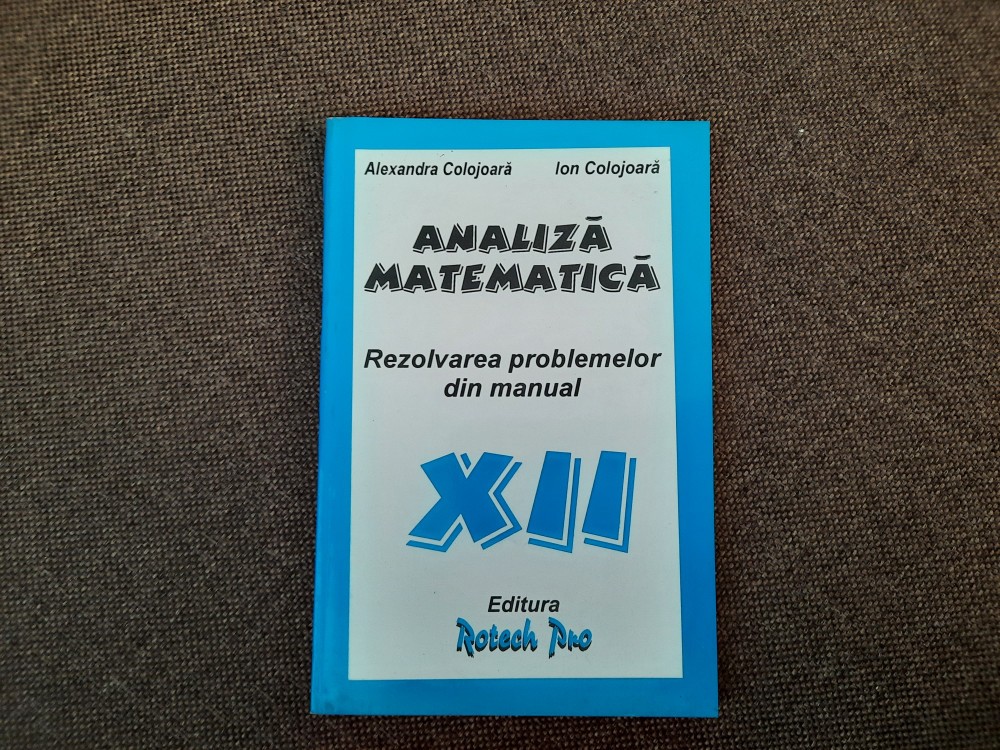 Alexandra Colojoară Ion Colojoară
ANALIZĂ
MATEMATICĂ
Rezolvarea problemelor
din manual
XII
Editura
Rotech Pro